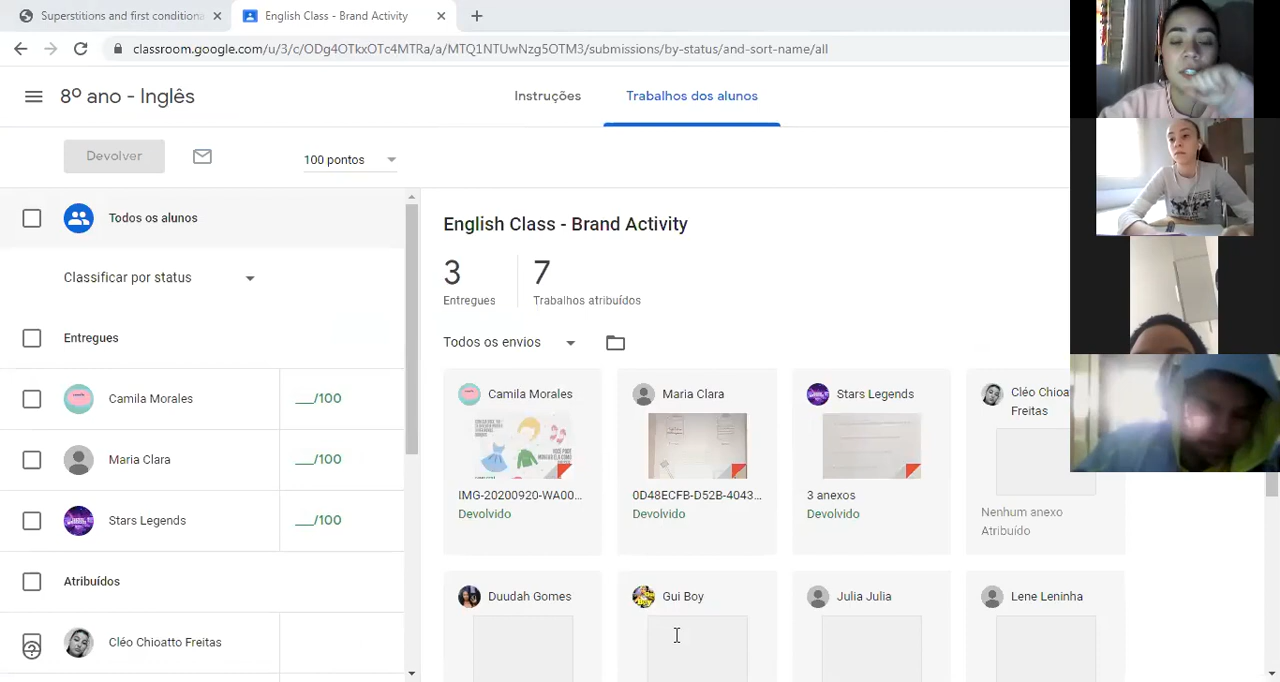 Superstitions and first conditiona
English Class - Brand Activity
classroom.google.com/u/3/c/ODg4OTkxOTc4MTRa/a/MTQ1NTUwNzg5OTM3/submissions/by-status/and-sort-name/all
8º ano - Inglês
Instruções
Trabalhos dos alunos
Devolver
100 pontos
Todos os alunos
Classificar por status
Entregues
Camila Morales
__/100
Maria Clara
__/100
Stars Legends
__/100
Atribuídos
Cléo Chioatto Freitas
English Class - Brand Activity
3
7
Entregues
Trabalhos atribuídos
Todos os envios
Camila Morales
Maria Clara
Stars Legends
Cléo Chioatto
Freitas
IMG-20200920-WA00...
0D48ECFB-D52B-4043...
3 anexos
Nenhum anexo
Devolvido
Devolvido
Devolvido
Atribuído
Duudah Gomes
Gui Boy
Julia Julia
Lene Leninha